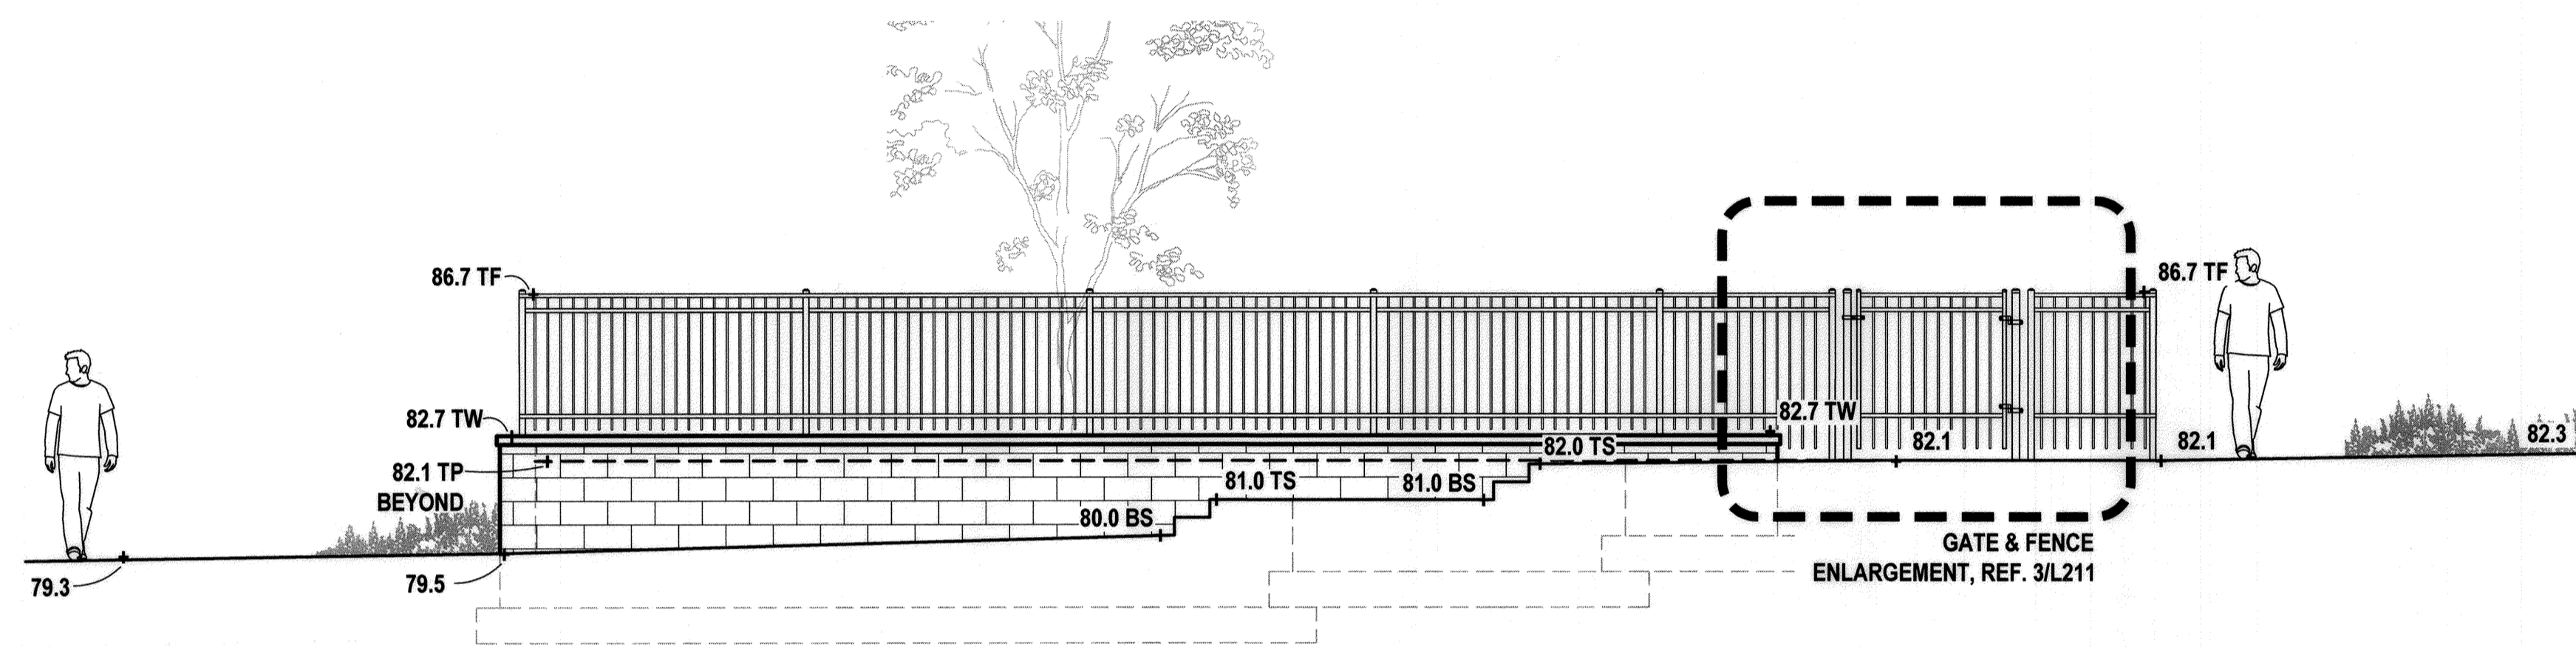 86.7 TF
86.7 TF
82.7 TW
82.7 TW
82.1
82.1
82.3
82.0 TS
82.1 TP
BEYOND
81.0 TS
81.0 BS
80.0 BS
GATE & FENCE
ENLARGEMENT, REF. 3/L211
79.3
79.5